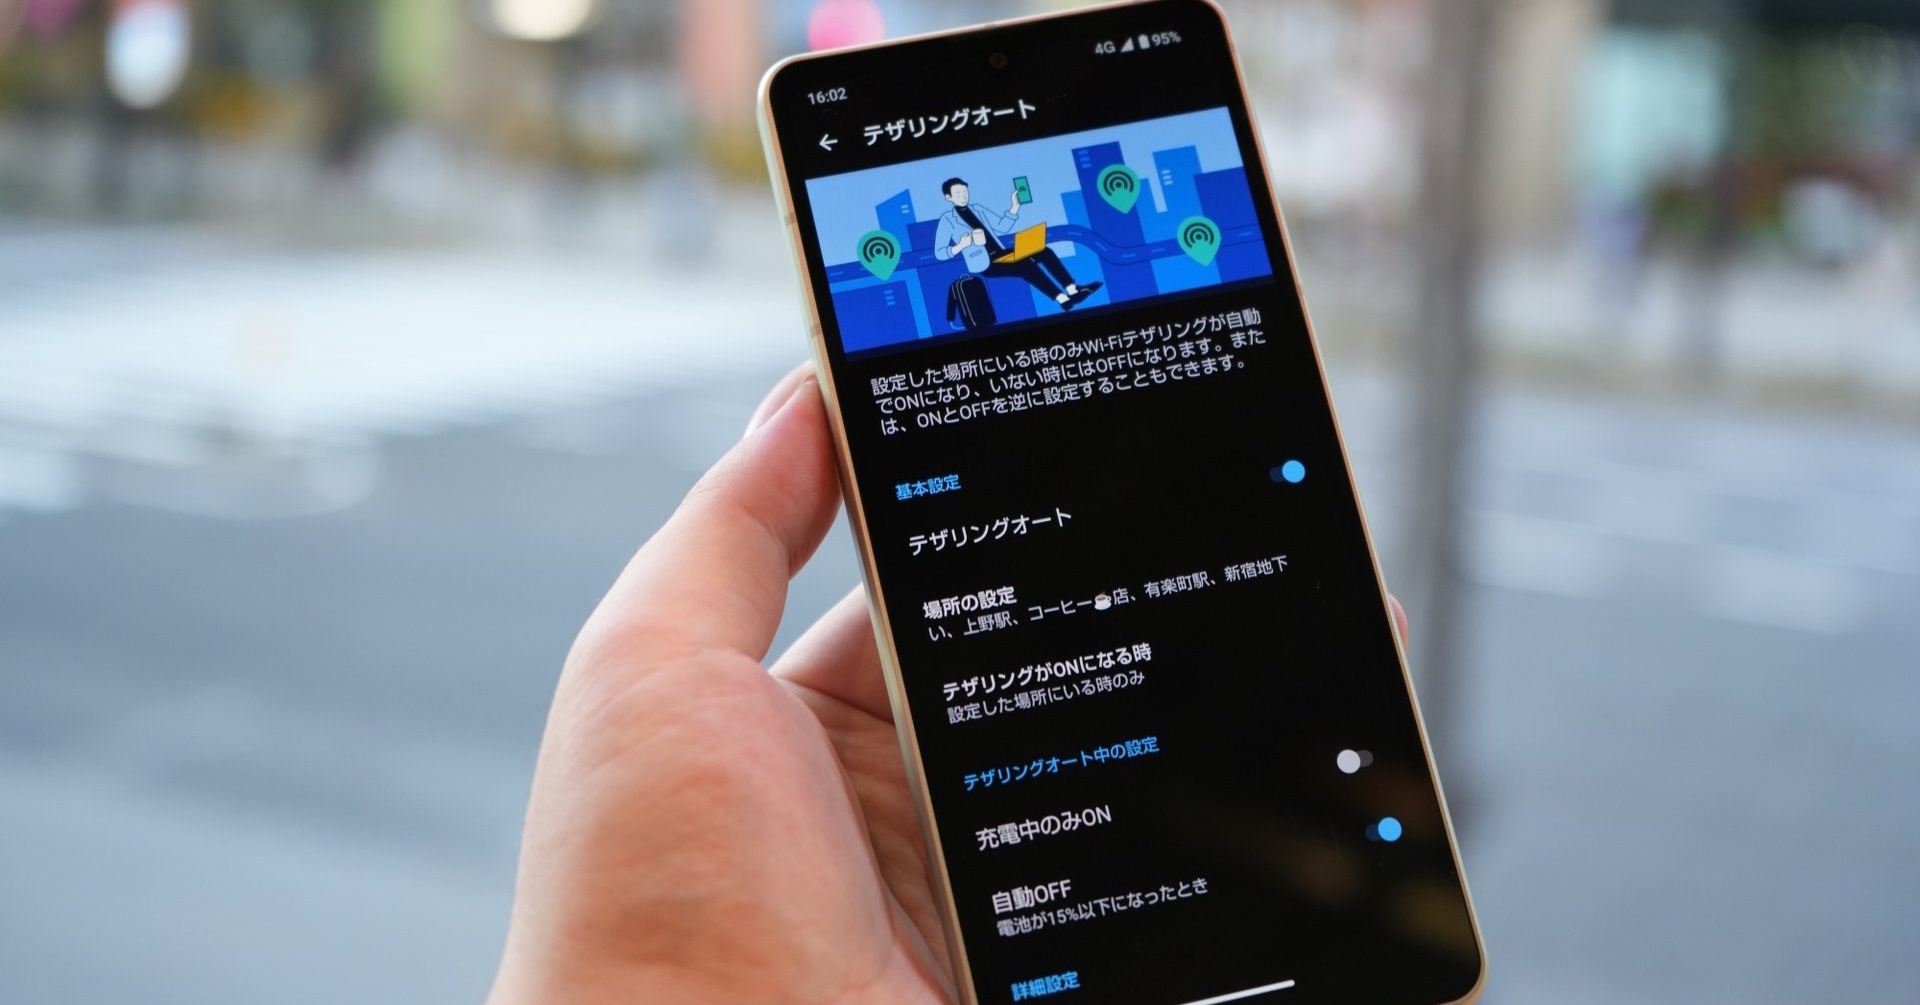 16:02
4G 95%
テザリングオート
設定した場所にいる時のみWi-Fiテザリングが自動
でONになり、いない時にはOFFになります。また
は、ONとOFFを逆に設定することもできます。
基本設定
テザリングオート
場所の設定
い、上野駅、コーヒー☕店、有楽町駅、新宿地下
テザリングがONになる時
設定した場所にいる時のみ
テザリングオート中の設定
充電中のみON
自動OFF
電池が15%以下になったとき
詳細設定